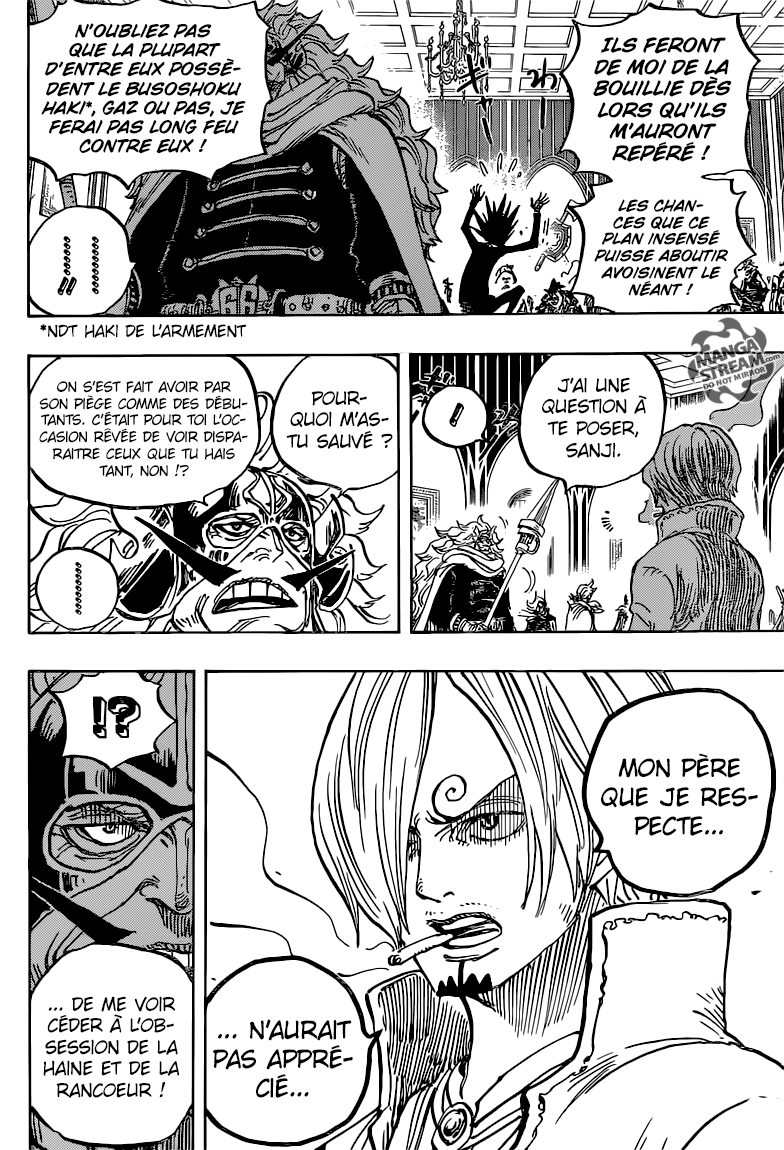 ILS FERONT
DE MOI DE LA
BOUILLIE DÈS
LORS QU'ILS
M'AURONT
REPÉRÉ !
LES CHAN-
CES QUE CE
PLAN INSENSÉ
PUISSE ABOUTIR
AVOISINENT LE
NÉANT !
N'OUBLIEZ PAS
QUE LA PLUPART
D'ENTRE EUX POSSÈ-
DENT LE BUSOSHOKU
HAKI*, GAZ OU PAS, JE
FERAI PAS LONG FEU
CONTRE EUX !
......... .........!!
66
*NDT HAKI DE L'ARMEMENT
MANGA
STREAM.com
DO NOT MIRROR
J'AI UNE
QUESTION À
TE POSER,
SANJI.
!
POUR-
QUOI M'AS-
TU SAUVÉ ?
ON S'EST FAIT AVOIR PAR
SON PIÈGE COMME DES DÉBU-
TANTS. C'ÉTAIT POUR TOI L'OC-
CASION RÊVÉE DE VOIR DISPA-
RAITRE CEUX QUE TU HAIS
TANT, NON !?
.........
MON PÈRE
QUE JE RES-
PECTE...
... N'AURAIT
PAS APPRÉ-
CIÉ...
!?
... DE ME VOIR
CÉDER À L'OB-
SESSION DE LA
HAINE ET DE LA
RANCOEUR !